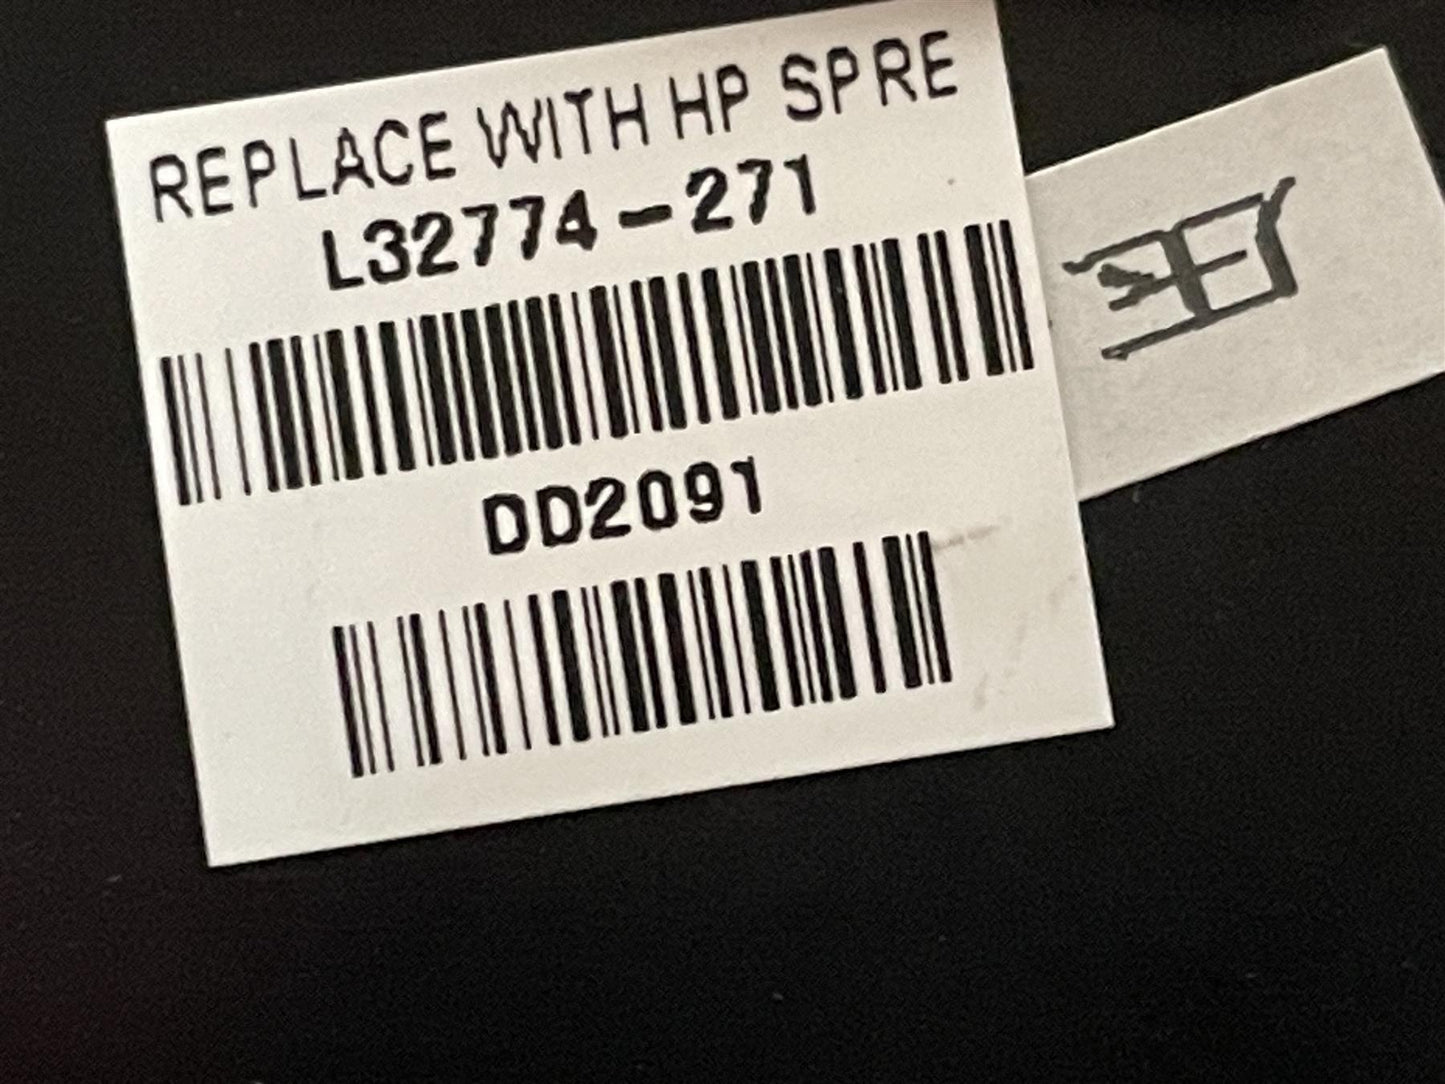 REPLACE WITH HP SPRE
L32774-271
DD2091